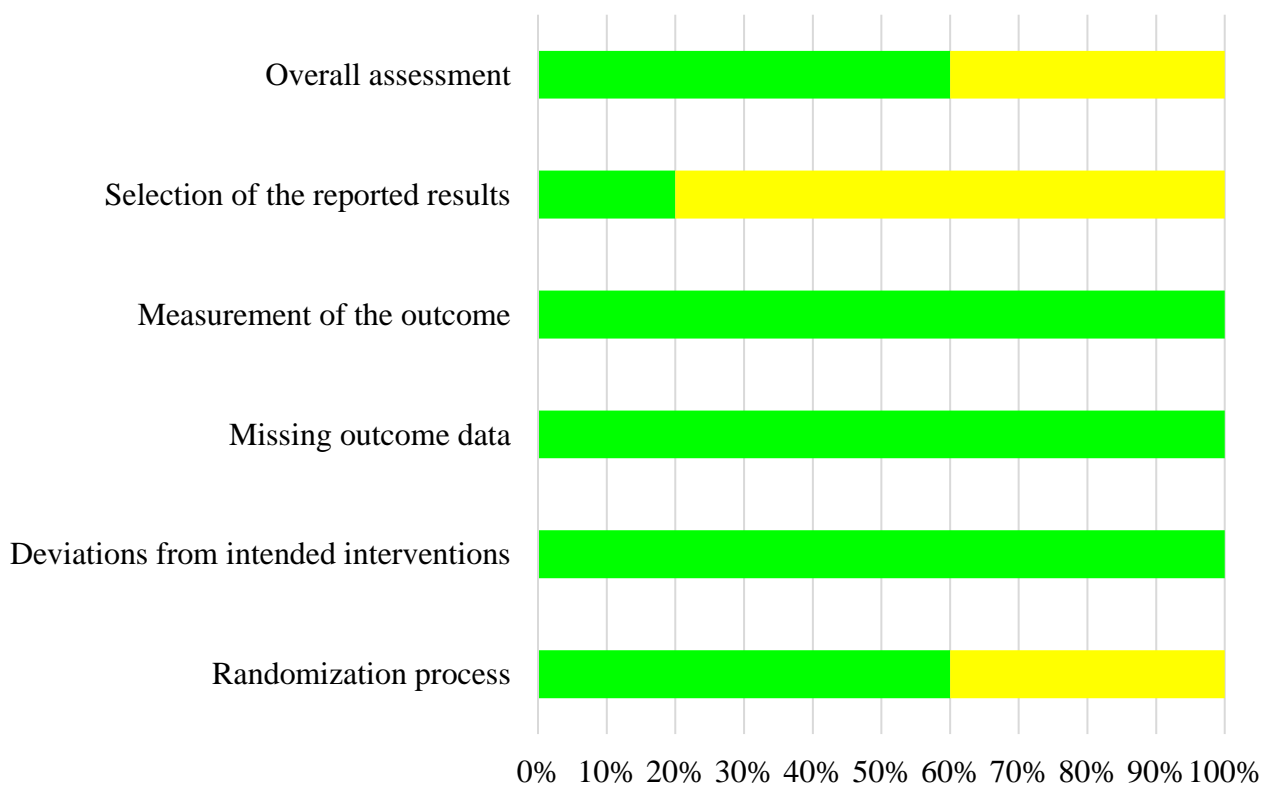 Overall assessment
Selection of the reported results
Measurement of the outcome
Missing outcome data
Deviations from intended interventions
Randomization process
0% 10% 20% 30% 40% 50% 60% 70% 80% 90% 100%